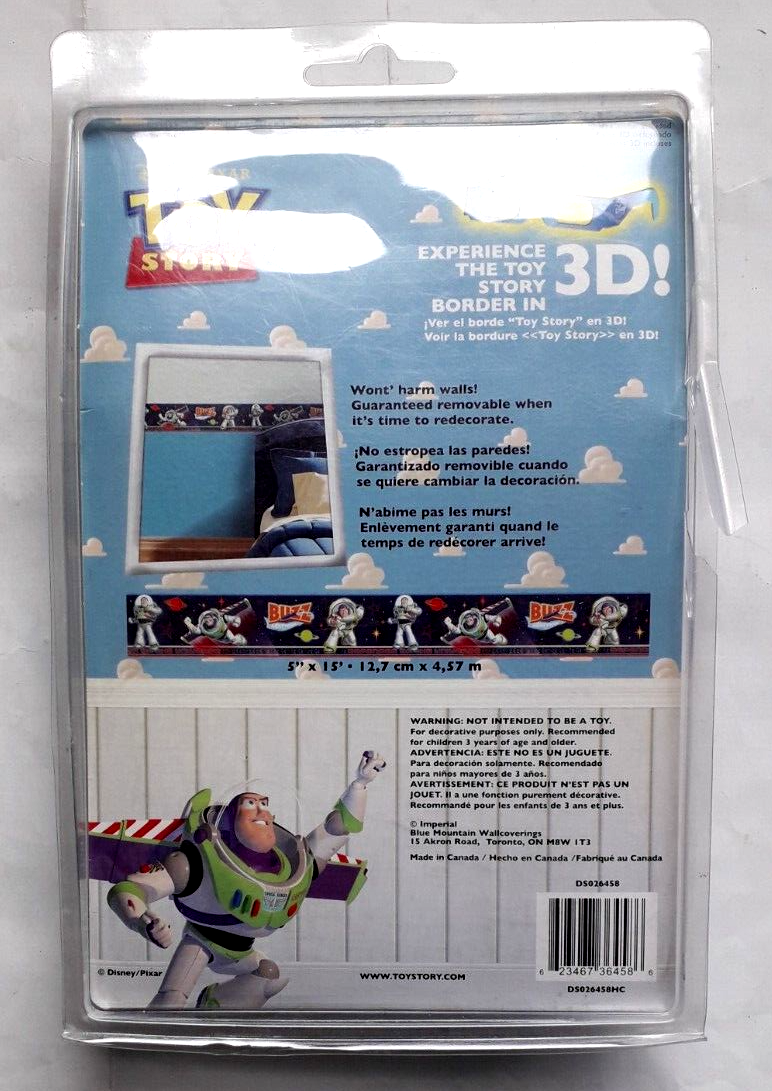 TOY
STORY
EXPERIENCE
THE TOY
STORY
BORDER IN
3D!
¡Ver el borde "Toy Story" en 3D!
Voir la bordure <<Toy Story>> en 3D!
Wont' harm walls!
Guaranteed removable when
it's time to redecorate.
¡No estropea las paredes!
Garantizado removible cuando
se quiere cambiar la decoración.
N'abime pas les murs!
Enlèvement garanti quand le
temps de redécorer arrive!
BUZZ
BUZZ
BUZZ
5" x 15' • 12,7 cm x 4,57 m
WARNING: NOT INTENDED TO BE A TOY.
For decorative purposes only. Recommended
for children 3 years of age and older.
ADVERTENCIA: ESTE NO ES UN JUGUETE.
Para decoración solamente. Recomendado
para niños mayores de 3 años.
AVERTISSEMENT: CE PRODUIT N'EST PAS UN
JOUET. Il a une fonction purement décorative.
Recommandé pour les enfants de 3 ans et plus.
© Imperial
Blue Mountain Wallcoverings
15 Akron Road, Toronto, ON M8W 1T3
Made in Canada / Hecho en Canada /Fabriqué au Canada
DS026458
6 23467 36458 6
DS026458HC
© Disney/Pixar
WWW.TOYSTORY.COM